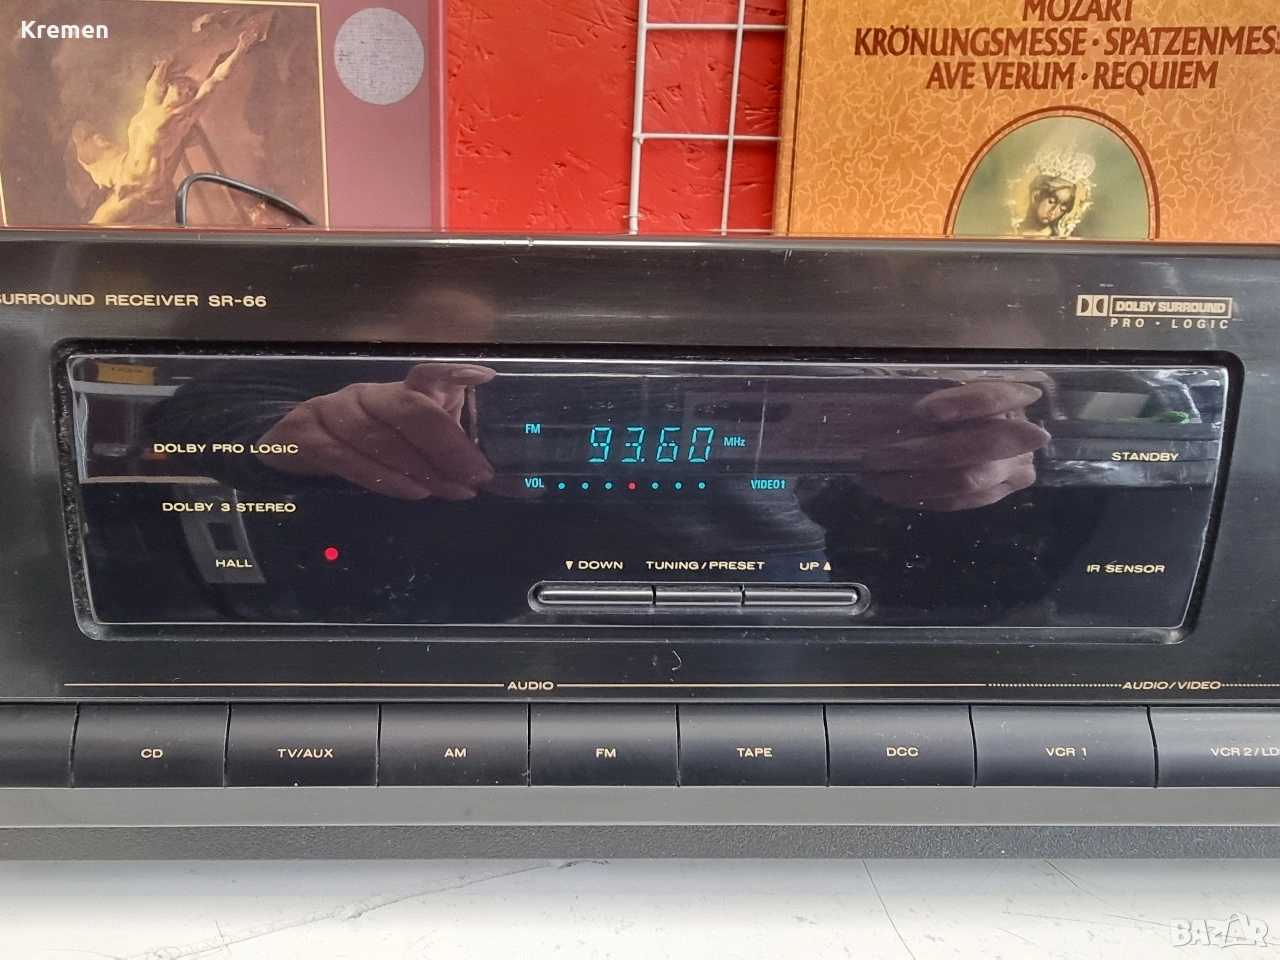 Kremen
MOZART
KRÖNUNGSMESSE · SPATZENMESS
AVE VERUM · REQUIEM
SURROUND RECEIVER SR-66
DOLBY SURROUND
PRO · LOGIC
FM
93.60 MHz
DOLBY PRO LOGIC
STANDBY
VOL
VIDEO1
DOLBY 3 STEREO
HALL
▼ DOWN TUNING/PRESET UP ▲
IR SENSOR
AUDIO
AUDIO/VIDEO
CD TV/AUX AM FM TAPE DCC VCR 1 VCR 2/LD
BAZAR